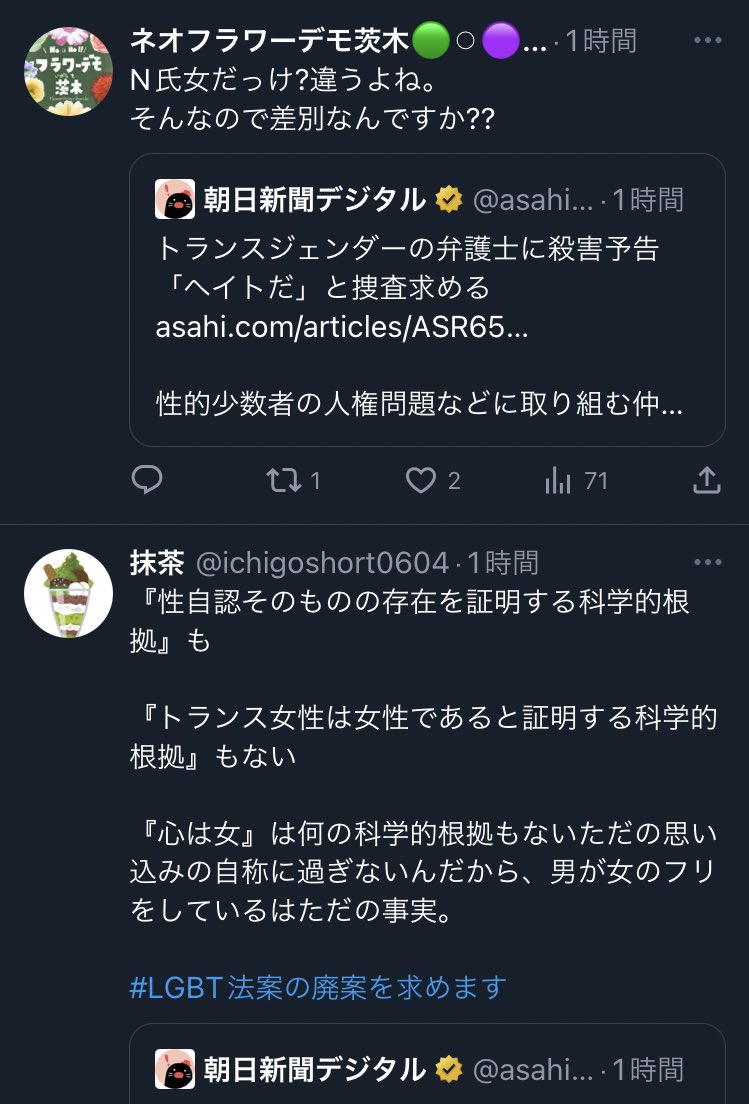 ネオフラワーデモ茨木🟢○🟣... · 1時間
N氏女だっけ?違うよね。
そんなので差別なんですか??
フラワーデモ
茨木
朝日新聞デジタル @asahi... · 1時間
トランスジェンダーの弁護士に殺害予告
「ヘイトだ」と捜査求める
asahi.com/articles/ASR65...
性的少数者の人権問題などに取り組む仲...
1 2 71
抹茶 @ichigoshort0604 · 1時間
『性自認そのものの存在を証明する科学的根
拠』も
『トランス女性は女性であると証明する科学的
根拠』もない
『心は女』は何の科学的根拠もないただの思い
込みの自称に過ぎないんだから、男が女のフリ
をしているはただの事実。
#LGBT法案の廃案を求めます
朝日新聞デジタル @asahi... · 1時間